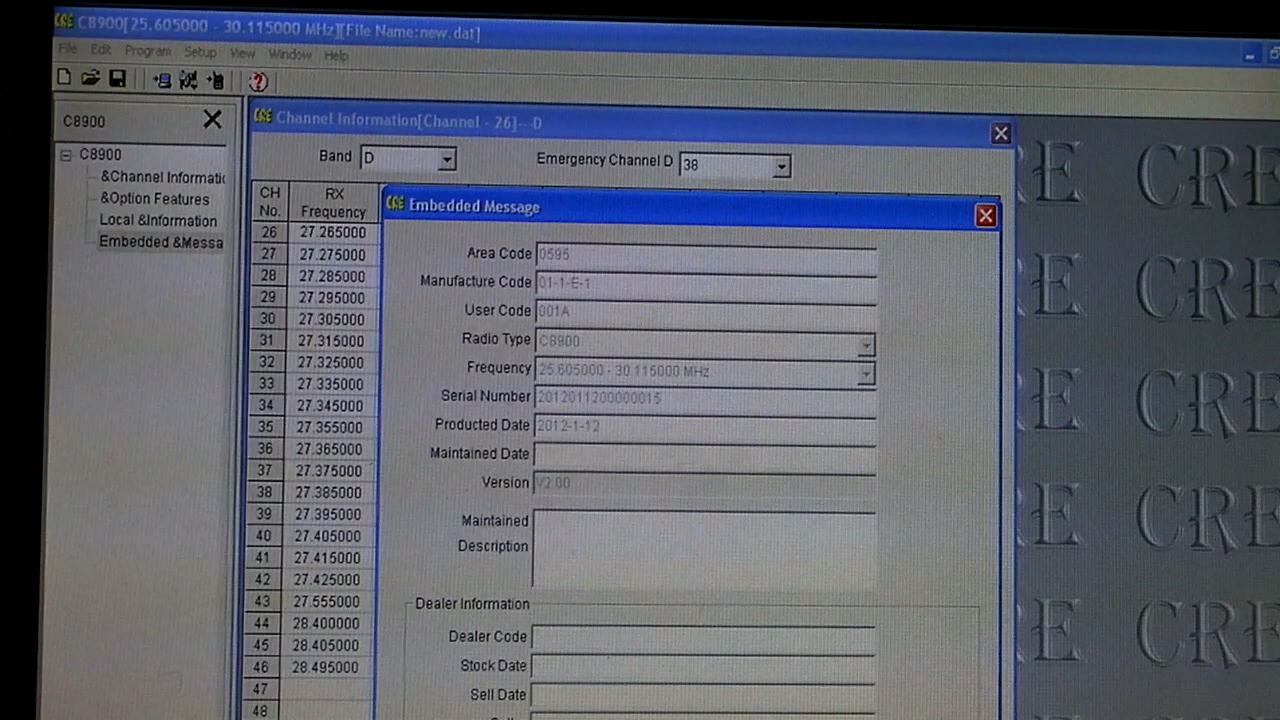 CRE C8900[25.605000 - 30.115000 MHz][File Name:new.dat]
File Edit Program Setup View Window Help
C8900
C8900
&Channel Informati
&Option Features
Local &Information
Embedded &Messa
CRE Channel Information[Channel - 26]---D
Band D Emergency Channel D 38
CH No. RX Frequency
26 27.265000
27 27.275000
28 27.285000
29 27.295000
30 27.305000
31 27.315000
32 27.325000
33 27.335000
34 27.345000
35 27.355000
36 27.365000
37 27.375000
38 27.385000
39 27.395000
40 27.405000
41 27.415000
42 27.425000
43 27.555000
44 28.400000
45 28.405000
46 28.495000
47
48
CRE Embedded Message
Area Code 0595
Manufacture Code 01-1-E-1
User Code 001A
Radio Type C8900
Frequency 25.605000 - 30.115000 MHz
Serial Number 2012011200000015
Producted Date 2012-1-12
Maintained Date
Version V2.00
Maintained
Description
Dealer Information
Dealer Code
Stock Date
Sell Date
RE CRE
RE CRE
RE CRE
RE CRE
RE CRE